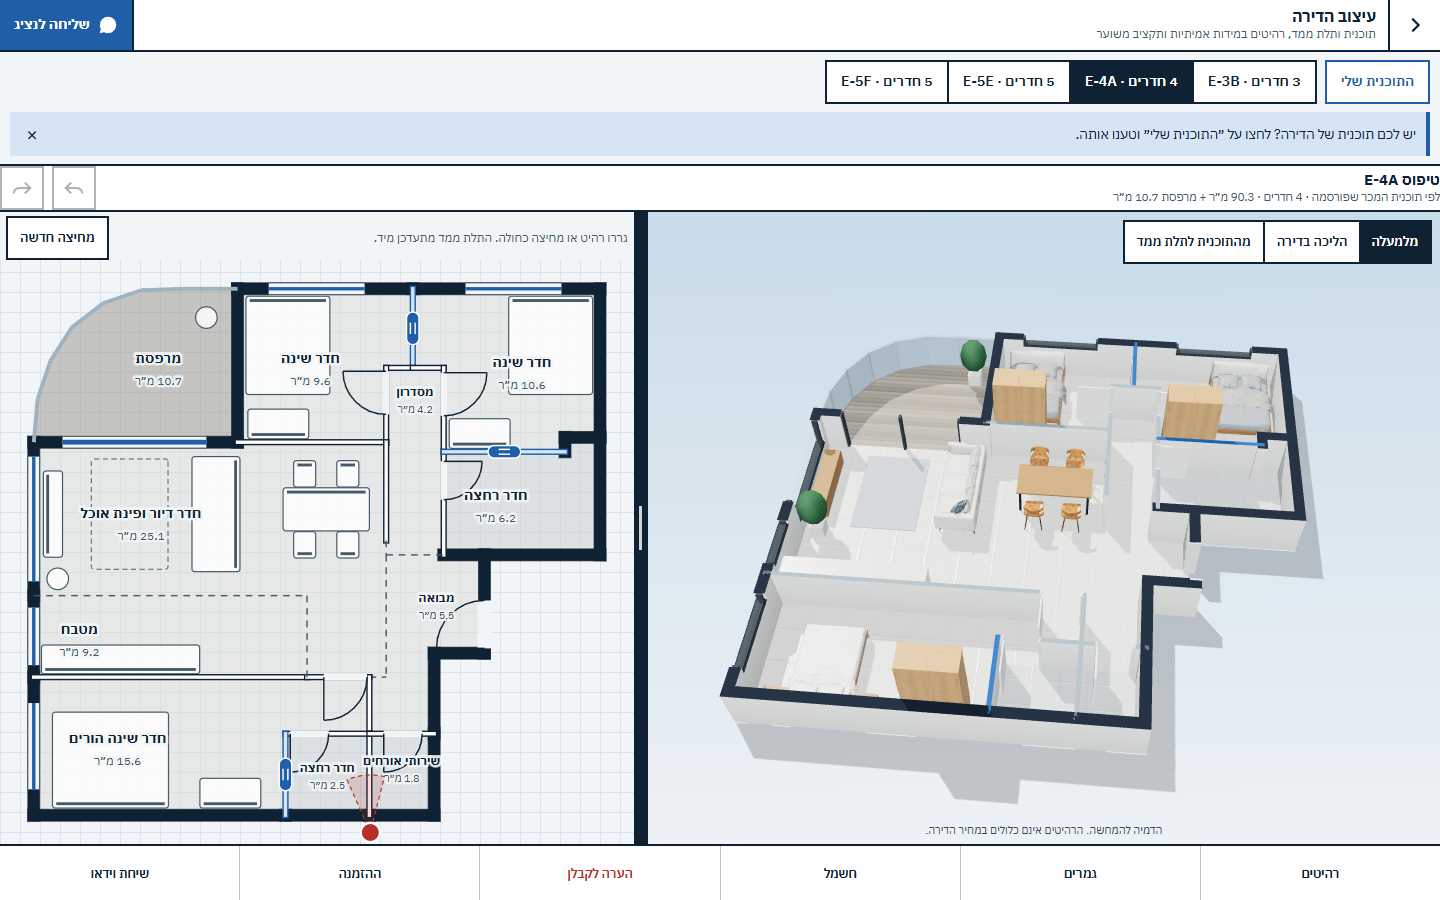 עיצוב הדירה
תוכנית ותלת ממד, רהיטים במידות אמיתיות ותקציב משוער
שליחה לנציג
התוכנית שלי
3 חדרים · E-3B
4 חדרים · E-4A
5 חדרים · E-5E
5 חדרים · E-5F
יש לכם תוכנית של הדירה? לחצו על ״התוכנית שלי״ וטענו אותה.
טיפוס E-4A
לפי תוכנית המכר שפורסמה · 4 חדרים · 90.3 מ״ר + מרפסת 10.7 מ״ר
מלמעלה
הליכה בדירה
מהתוכנית לתלת ממד
הדמיה להמחשה. הרהיטים אינם כלולים במחיר הדירה.
גררו רהיט או מחיצה כחולה. התלת ממד מתעדכן מיד.
מחיצה חדשה
חדר שינה
10.6 מ״ר
חדר שינה
9.6 מ״ר
מרפסת
10.7 מ״ר
מסדרון
4.2 מ״ר
חדר רחצה
6.2 מ״ר
חדר דיור ופינת אוכל
25.1 מ״ר
מבואה
5.5 מ״ר
מטבח
9.2 מ״ר
חדר שינה הורים
15.6 מ״ר
שירותי אורחים
1.8 מ״ר
חדר רחצה
2.5 מ״ר
רהיטים
גמרים
חשמל
הערה לקבלן
ההזמנה
שיחת וידאו